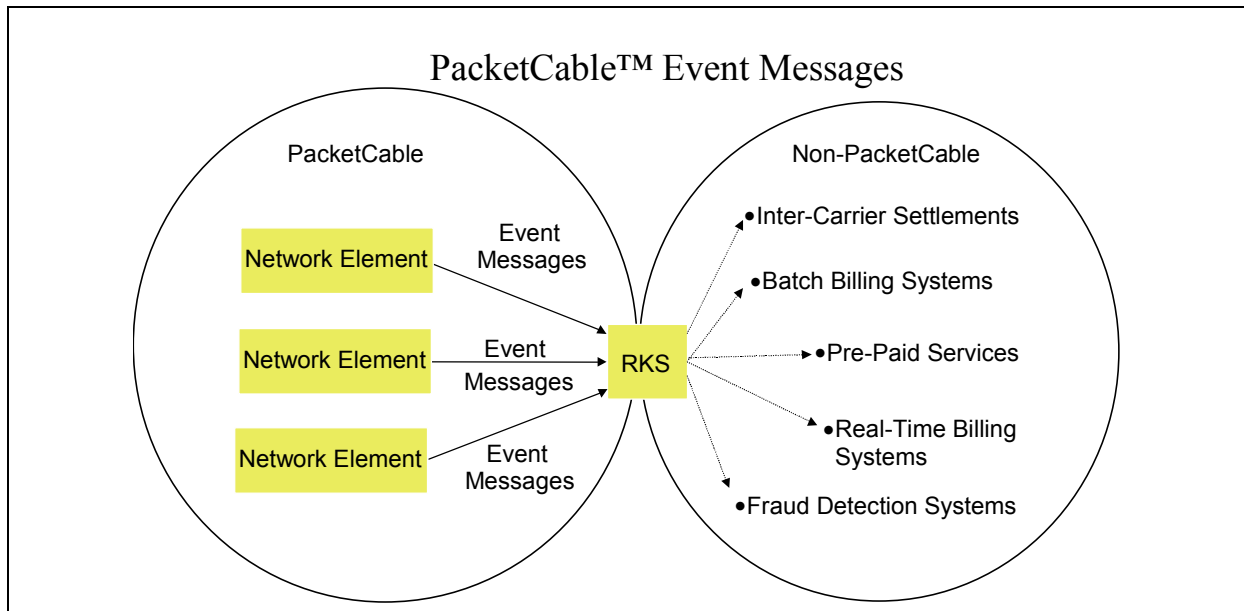 PacketCable™ Event Messages
PacketCable
Non-PacketCable
Network Element
Event
Messages
Network Element
Event
Messages
Network Element
Event
Messages
RKS
•Inter-Carrier Settlements
•Batch Billing Systems
•Pre-Paid Services
•Real-Time Billing
Systems
•Fraud Detection Systems